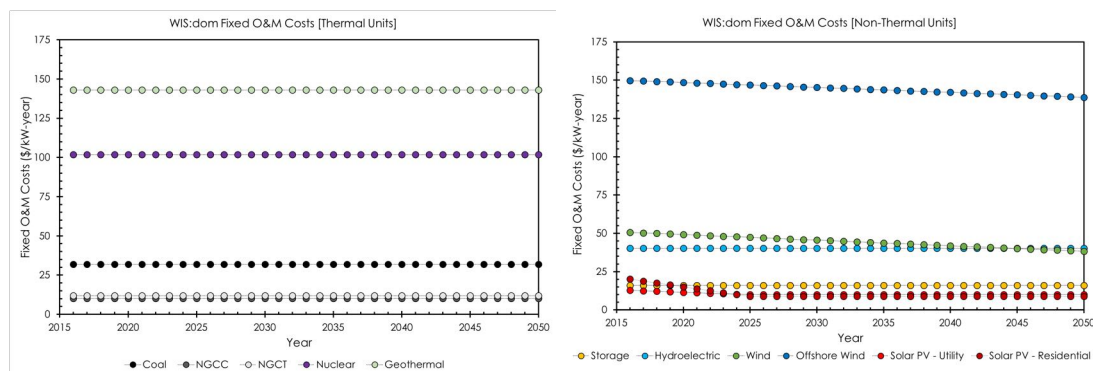 WIS:dom Fixed O&M Costs [Thermal Units]
Fixed O&M Costs ($/kW-year)
175
150
125
100
75
50
25
0
2015 2020 2025 2030 2035 2040 2045 2050
Year
Coal NGCC NGCT Nuclear Geothermal
WIS:dom Fixed O&M Costs [Non-Thermal Units]
Fixed O&M Costs ($/kW-year)
175
150
125
100
75
50
25
0
2015 2020 2025 2030 2035 2040 2045 2050
Year
Storage Hydroelectric Wind Offshore Wind Solar PV - Utility Solar PV - Residential